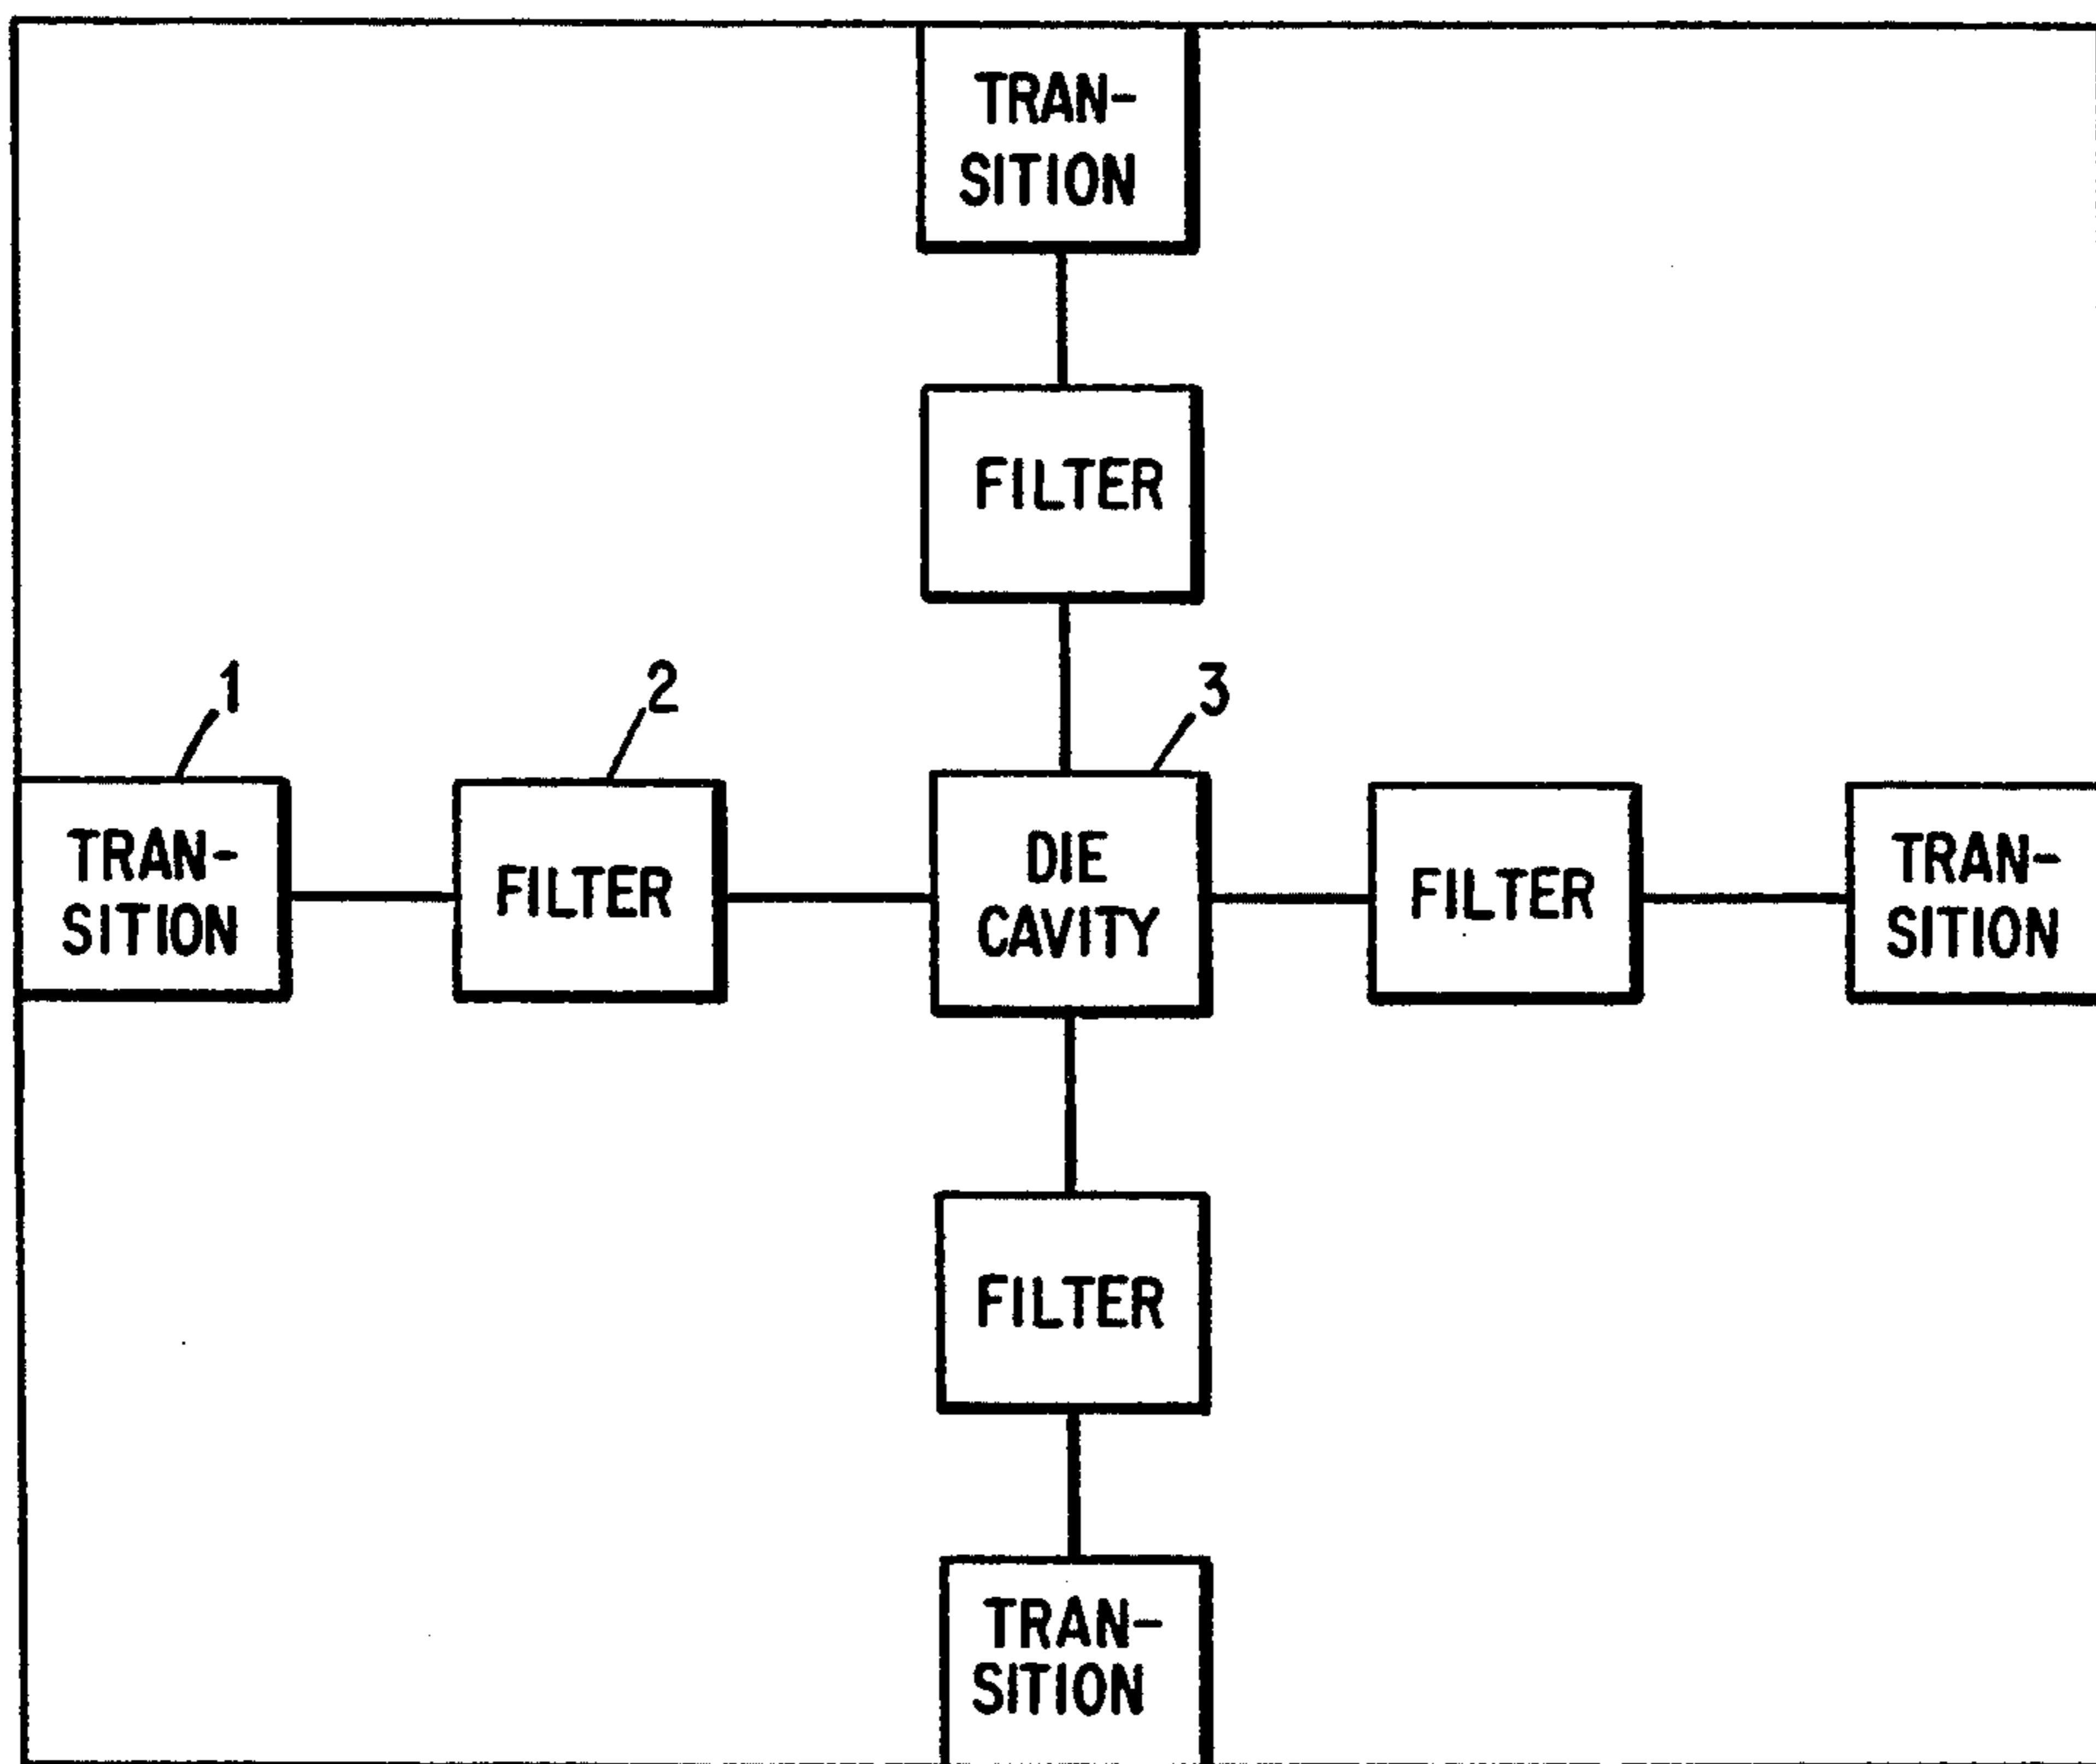 TRAN-
SITION
FILTER
1
2
3
TRAN-
SITION
FILTER
DIE
CAVITY
FILTER
TRAN-
SITION
FILTER
TRAN-
SITION